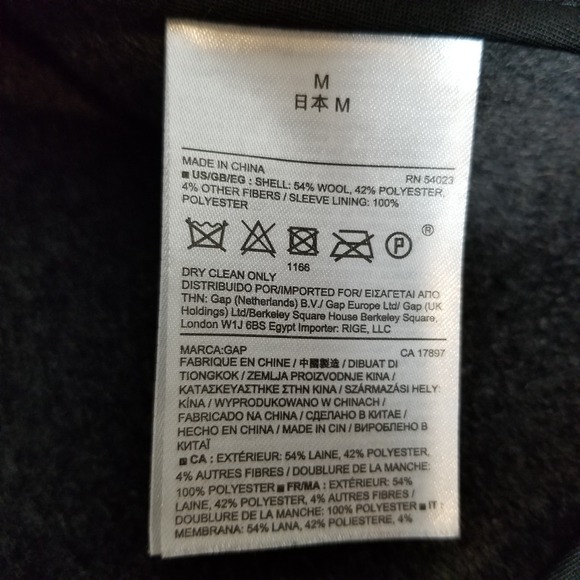 M
日本 M
MADE IN CHINA RN 54023
■ US/GB/EG : SHELL: 54% WOOL, 42% POLYESTER,
4% OTHER FIBERS / SLEEVE LINING: 100%
POLYESTER
P ®
1166
DRY CLEAN ONLY
DISTRIBUIDO POR/IMPORTED FOR/ ΕΙΣΑΓΕΤΑΙ ΑΠΟ
ΤΗΝ: Gap (Netherlands) B.V./ Gap Europe Ltd/ Gap (UK
Holdings) Ltd/Berkeley Square House Berkeley Square,
London W1J 6BS Egypt Importer: RIGE, LLC
MARCA:GAP CA 17897
FABRIQUE EN CHINE / 中國製造 / DIBUAT DI
TIONGKOK / ZEMLJA PROIZVODNJE KINA /
ΚΑΤΑΣΚΕΥΑΣΤΗΚΕ ΣΤΗΝ ΚΙΝΑ / SZÁRMAZÁSI HELY:
KÍNA / WYPRODUKOWANO W CHINACH /
FABRICADO NA CHINA / СДЕЛАНО В КИТАЕ /
HECHO EN CHINA / MADE IN CIN / ВИРОБЛЕНО В
КИТАЇ
■ CA : EXTÉRIEUR: 54% LAINE, 42% POLYESTER,
4% AUTRES FIBRES / DOUBLURE DE LA MANCHE:
100% POLYESTER ■ FR/MA : EXTÉRIEUR: 54%
LAINE, 42% POLYESTER, 4% AUTRES FIBRES /
DOUBLURE DE LA MANCHE: 100% POLYESTER ■ IT :
MEMBRANA: 54% LANA, 42% POLIESTERE, 4%